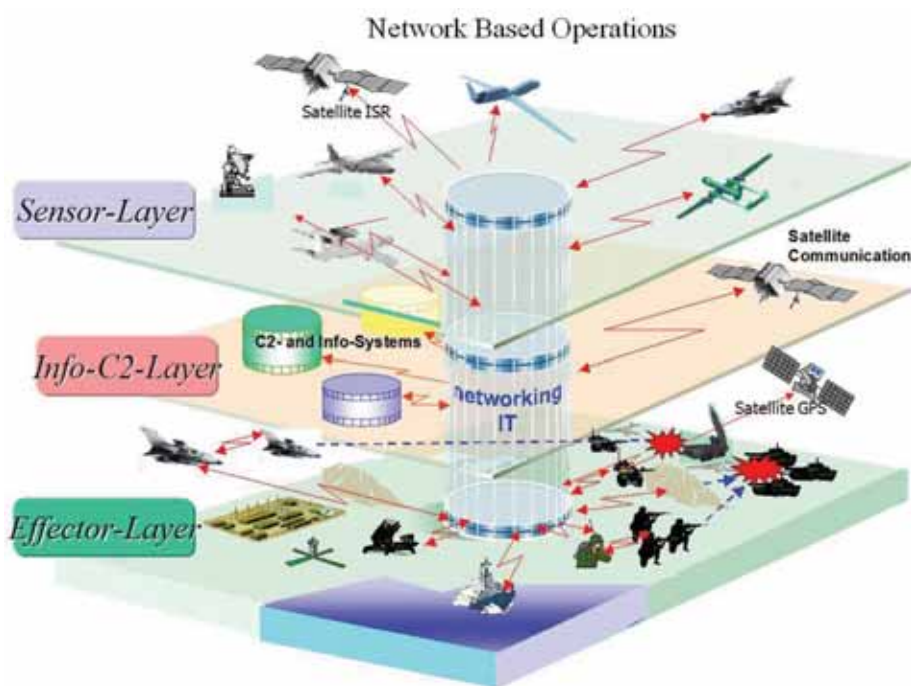 Network Based Operations
Satellite ISR
Sensor-Layer
Satellite
Communication
C2- and Info-Systems
Info-C2-Layer
networking
IT
Satellite GPS
Effector-Layer